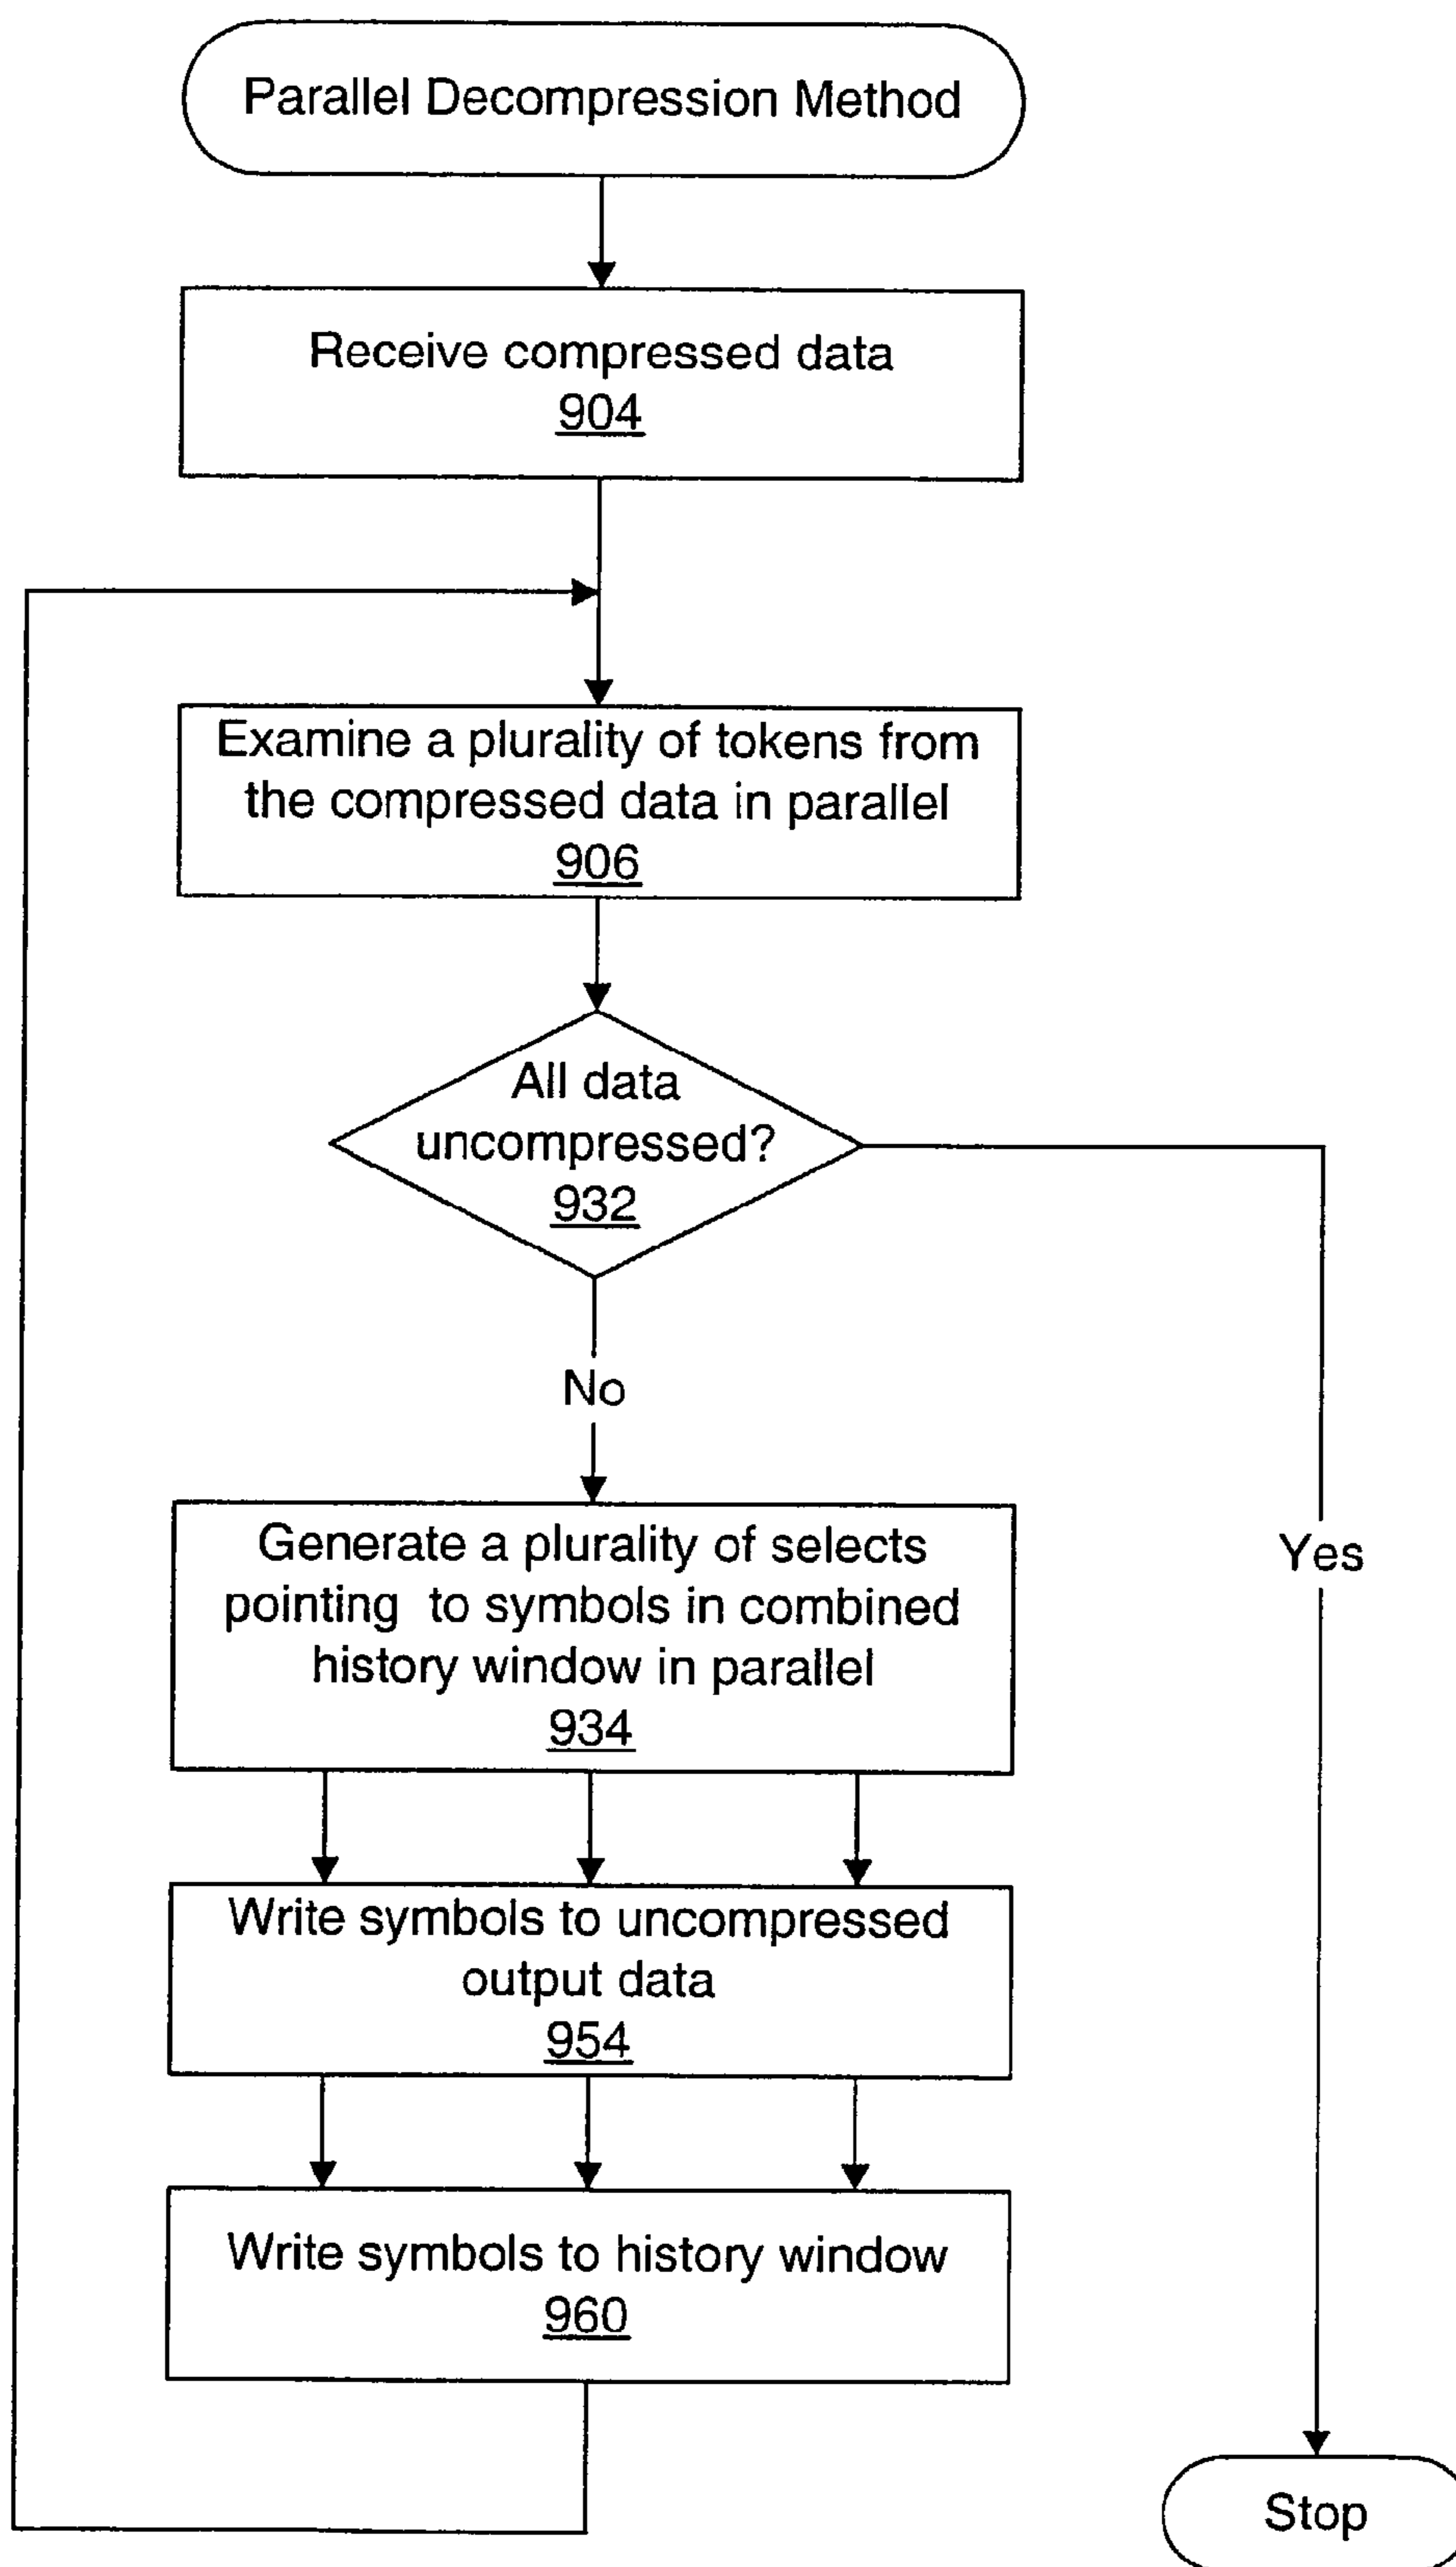 Parallel Decompression Method
Receive compressed data
904
Examine a plurality of tokens from
the compressed data in parallel
906
All data
uncompressed?
932
No
Generate a plurality of selects
pointing to symbols in combined
history window in parallel
934
Yes
Write symbols to uncompressed
output data
954
Write symbols to history window
960
Stop